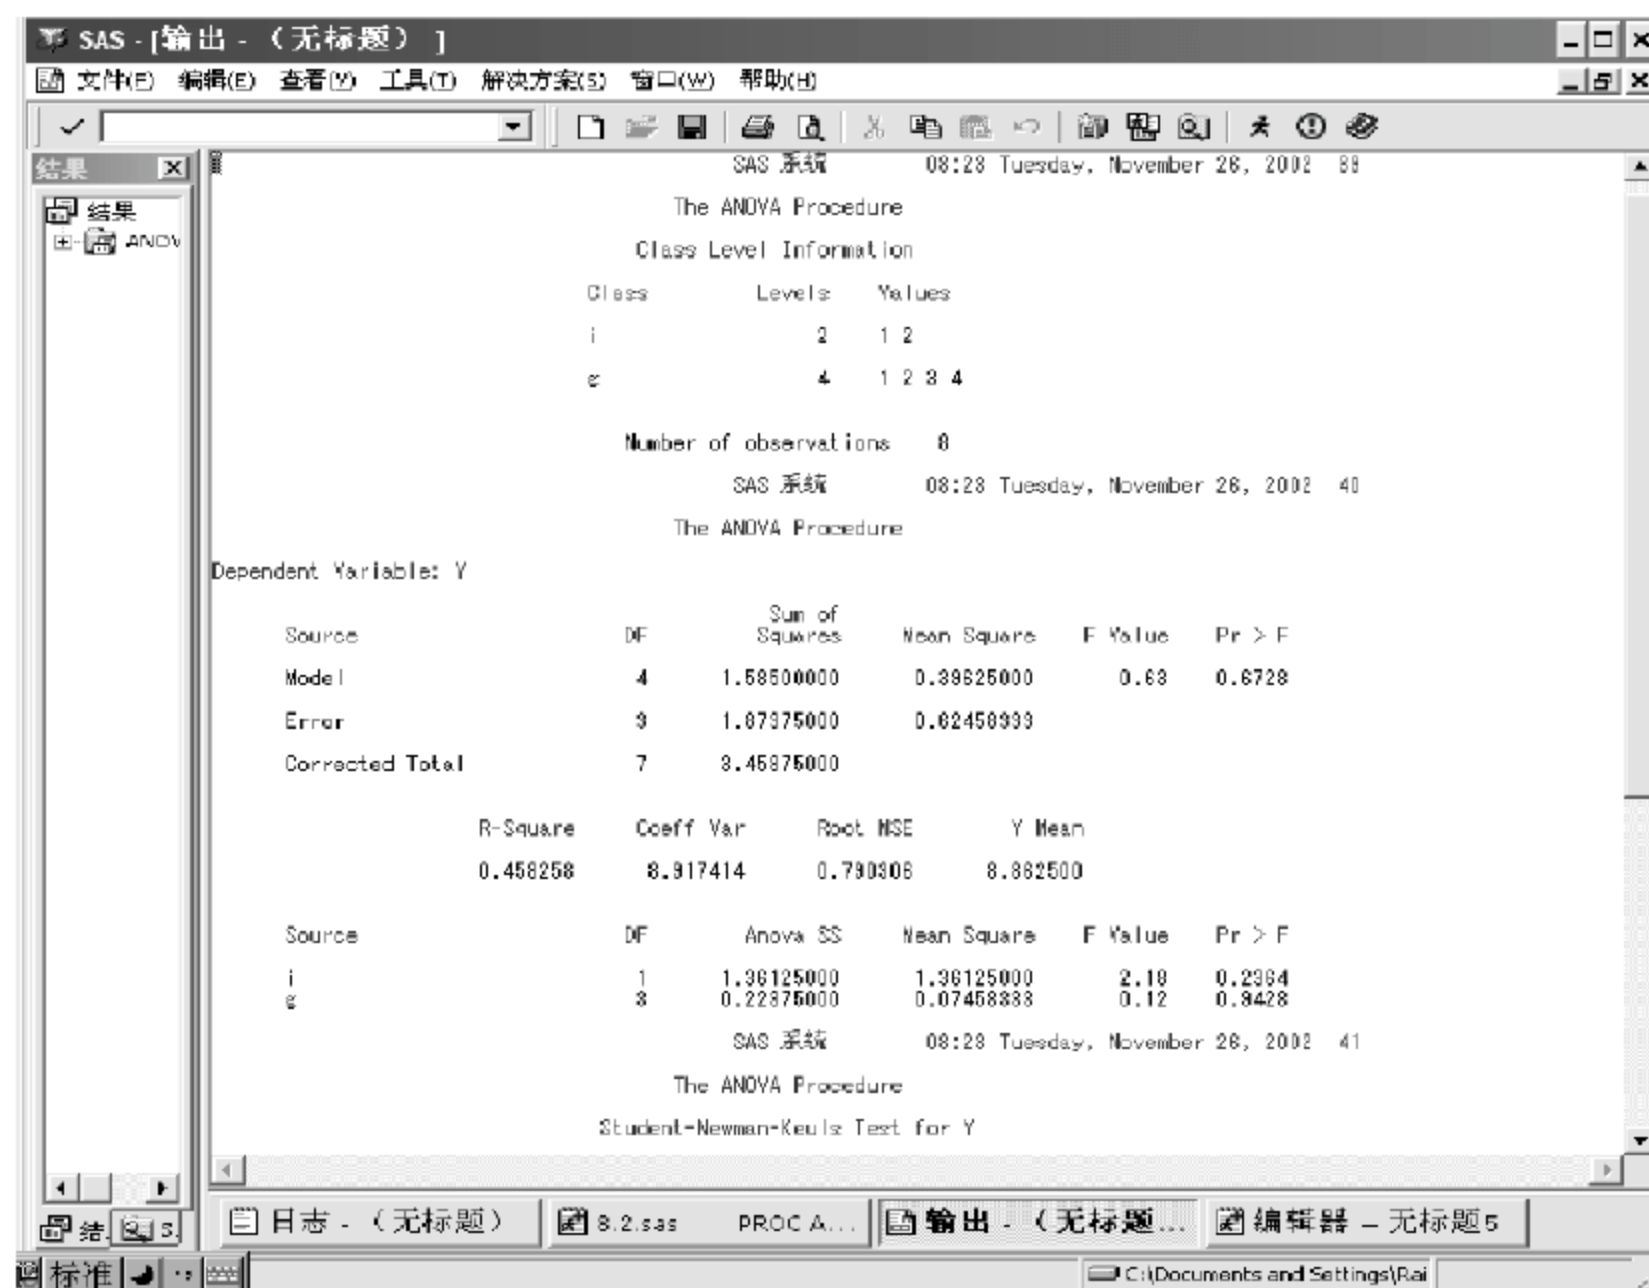 SAS - [输出 - （无标题） ]
文件(F) 编辑(E) 查看(V) 工具(T) 解决方案(S) 窗口(W) 帮助(H)
结果
SAS 系统 08:28 Tuesday, November 26, 2002 39
结果
The ANOVA Procedure
ANOV
Class Level Information
Class Levels Values
i 2 1 2
g 4 1 2 3 4
Number of observations 8
SAS 系统 08:28 Tuesday, November 26, 2002 40
The ANOVA Procedure
Dependent Variable: Y
Sum of
Source DF Squares Mean Square F Value Pr > F
Model 4 1.58500000 0.39625000 0.63 0.6728
Error 3 1.87375000 0.62458333
Corrected Total 7 3.45875000
R-Square Coeff Var Root MSE Y Mean
0.458258 8.917414 0.790306 8.862500
Source DF Anova SS Mean Square F Value Pr > F
i 1 1.36125000 1.36125000 2.18 0.2364
g 3 0.22375000 0.07458333 0.12 0.9428
SAS 系统 08:28 Tuesday, November 26, 2002 41
The ANOVA Procedure
Student-Newman-Keuls Test for Y
结. S. 日志 - （无标题） 8.2.sas PROC A... 输出 - （无标题... 编辑器 – 无标题5
标准 C:\Documents and Settings\Rai